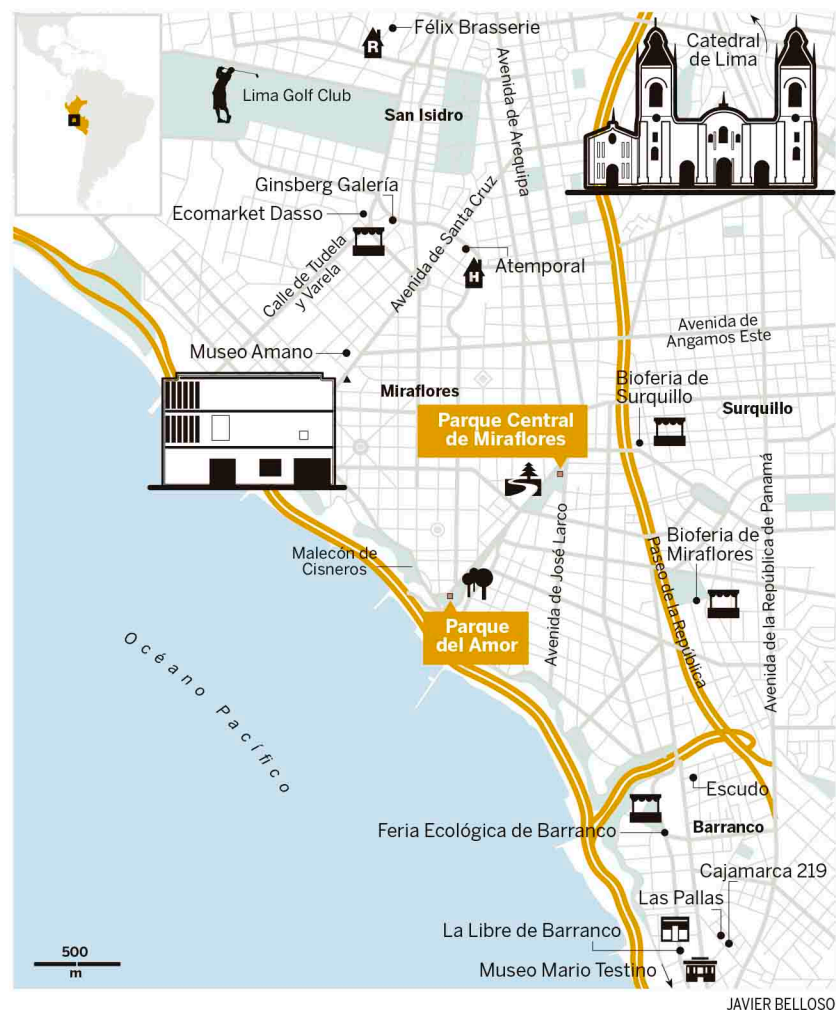 Félix Brasserie
R
Catedral
de Lima
Lima Golf Club
San Isidro
Avenida de Arequipa
Ginsberg Galería
Ecomarket Dasso
Avenida de Santa Cruz
Calle de Tudela
y Varela
Atemporal
H
Avenida de
Angamos Este
Museo Amano
Miraflores
Bioferia de
Surquillo
Surquillo
Parque Central
de Miraflores
Avenida de José Larco
Paseo de la República
Avenida de la República de Panamá
Bioferia de
Miraflores
Malecón de
Cisneros
Parque
del Amor
Océano Pacífico
Escudo
Feria Ecológica de Barranco
Barranco
Cajamarca 219
Las Pallas
La Libre de Barranco
Museo Mario Testino
500
m
JAVIER BELLOSO